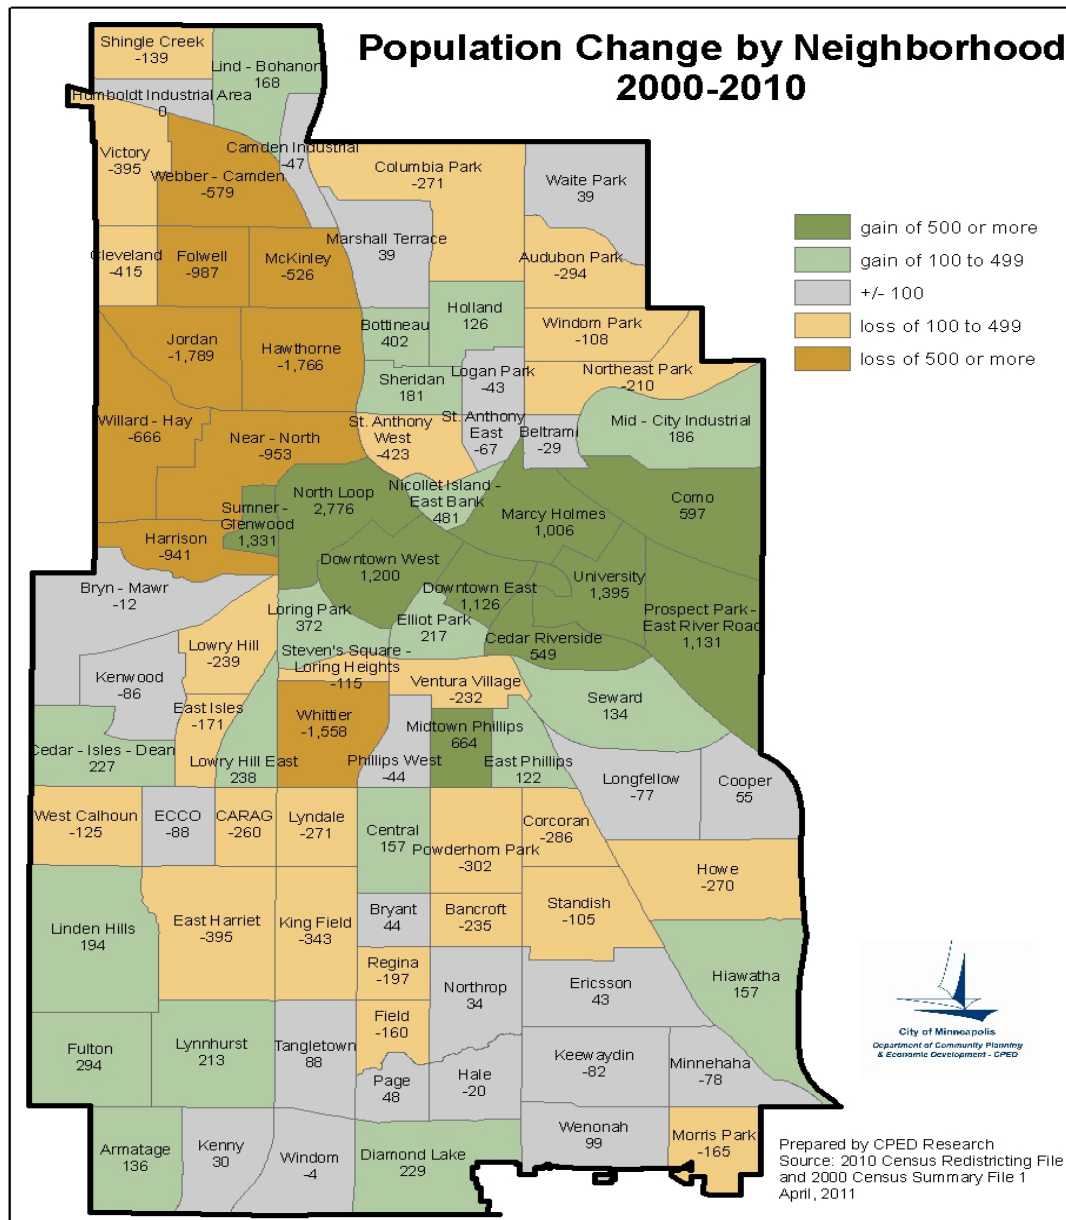 Population Change by Neighborhood
2000-2010
Shingle Creek
-139
Lind - Bohanon
168
Humboldt Industrial Area
0
Victory
-395
Webber - Camden
-579
Camden Industrial
-47
Columbia Park
-271
Waite Park
39
Cleveland
-415
Folwell
-987
McKinley
-526
Marshall Terrace
39
Audubon Park
-294
gain of 500 or more
gain of 100 to 499
+/- 100
loss of 100 to 499
loss of 500 or more
Jordan
-1,789
Hawthorne
-1,766
Bottineau
402
Holland
126
Windom Park
-108
Sheridan
181
Logan Park
-43
Northeast Park
-210
Willard - Hay
-666
Near - North
-953
St. Anthony
West
-423
St. Anthony
East
-67
Beltrami
-29
Mid - City Industrial
186
Sumner -
Glenwood
1,331
North Loop
2,776
Nicollet Island -
East Bank
481
Marcy Holmes
1,006
Como
597
Harrison
-941
Downtown West
1,200
Downtown East
1,126
University
1,395
Prospect Park -
East River Road
1,131
Bryn - Mawr
-12
Loring Park
372
Elliot Park
217
Cedar Riverside
549
Lowry Hill
-239
Steven's Square -
Loring Heights
-115
Kenwood
-86
Ventura Village
-232
Seward
134
East Isles
-171
Whittier
-1,558
Midtown Phillips
664
Cedar - Isles - Dean
227
Lowry Hill East
238
Phillips West
-44
East Phillips
122
Longfellow
-77
Cooper
55
West Calhoun
-125
ECCO
-88
CARAG
-260
Lyndale
-271
Central
157
Powderhorn Park
-302
Corcoran
-286
Howe
-270
Linden Hills
194
East Harriet
-395
King Field
-343
Bryant
44
Bancroft
-235
Standish
-105
Regina
-197
Northrop
34
Ericsson
43
Hiawatha
157
Fulton
294
Lynnhurst
213
Tangletown
88
Field
-160
Page
48
Hale
-20
Keewaydin
-82
Minnehaha
-78
Armatage
136
Kenny
30
Windom
-4
Diamond Lake
229
Wenonah
99
Morris Park
-165
City of Minneapolis
Department of Community Planning
& Economic Development - CPED
Prepared by CPED Research
Source: 2010 Census Redistricting File
and 2000 Census Summary File 1
April, 2011